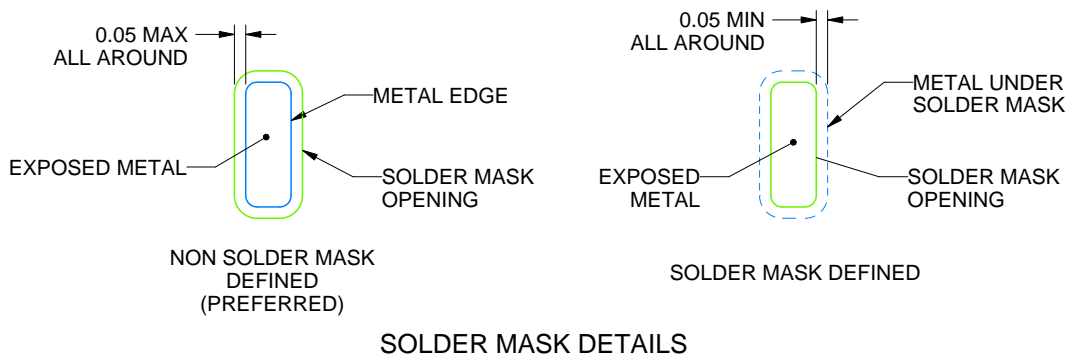 0.05 MAX
ALL AROUND
METAL EDGE
EXPOSED METAL
SOLDER MASK
OPENING
NON SOLDER MASK
DEFINED
(PREFERRED)
0.05 MIN
ALL AROUND
METAL UNDER
SOLDER MASK
EXPOSED
METAL
SOLDER MASK
OPENING
SOLDER MASK DEFINED
SOLDER MASK DETAILS